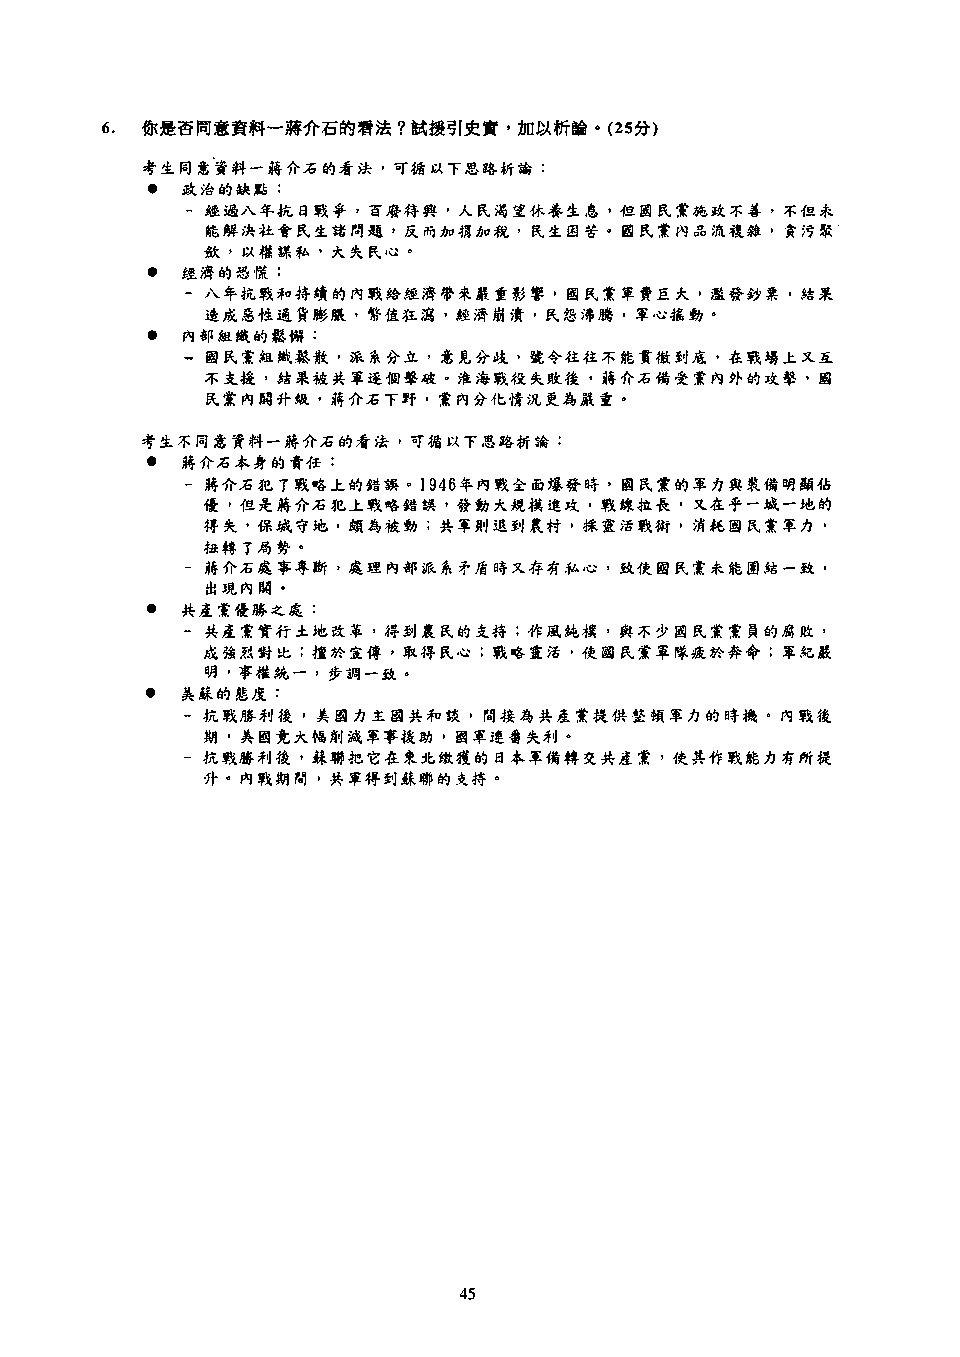 6. 你是否同意資料一蔣介石的看法？試援引史實，加以析論。(25分)
考生同意資料一蔣介石的看法，可循以下思路析論：
● 政治的缺點：
- 經過八年抗日戰爭，百廢待興，人民渴望休養生息，但國民黨施政不善，不但未
能解決社會民生諸問題，反而加捐加稅，民生困苦。國民黨內品流複雜，貪污聚
斂，以權謀私，大失民心。
● 經濟的恐慌：
- 八年抗戰和持續的內戰給經濟帶來嚴重影響，國民黨軍費巨大，濫發鈔票，結果
造成惡性通貨膨脹，幣值狂瀉，經濟崩潰，民怨沸騰，軍心搖動。
● 內部組織的鬆懈：
- 國民黨組織鬆散，派系分立，意見分歧，號令往往不能貫徹到底，在戰場上又互
不支援，結果被共軍逐個擊破。淮海戰役失敗後，蔣介石備受黨內外的攻擊，國
民黨內鬨升級，蔣介石下野，黨內分化情況更為嚴重。
考生不同意資料一蔣介石的看法，可循以下思路析論：
● 蔣介石本身的責任：
- 蔣介石犯了戰略上的錯誤。1946年內戰全面爆發時，國民黨的軍力與裝備明顯佔
優，但是蔣介石犯上戰略錯誤，發動大規模進攻，戰線拉長，又在乎一城一地的
得失，保城守地，頗為被動；共軍則退到農村，採靈活戰術，消耗國民黨軍力，
扭轉了局勢。
- 蔣介石處事專斷，處理內部派系矛盾時又存有私心，致使國民黨未能團結一致，
出現內鬨。
● 共產黨優勝之處：
- 共產黨實行土地改革，得到農民的支持；作風純樸，與不少國民黨黨員的腐敗，
成強烈對比；擅於宣傳，取得民心；戰略靈活，使國民黨軍隊疲於奔命；軍紀嚴
明，事權統一，步調一致。
● 美蘇的態度：
- 抗戰勝利後，美國力主國共和談，間接為共產黨提供整頓軍力的時機。內戰後
期，美國竟大幅削減軍事援助，國軍連番失利。
- 抗戰勝利後，蘇聯把它在東北繳獲的日本軍備轉交共產黨，使其作戰能力有所提
升。內戰期間，共軍得到蘇聯的支持。
45